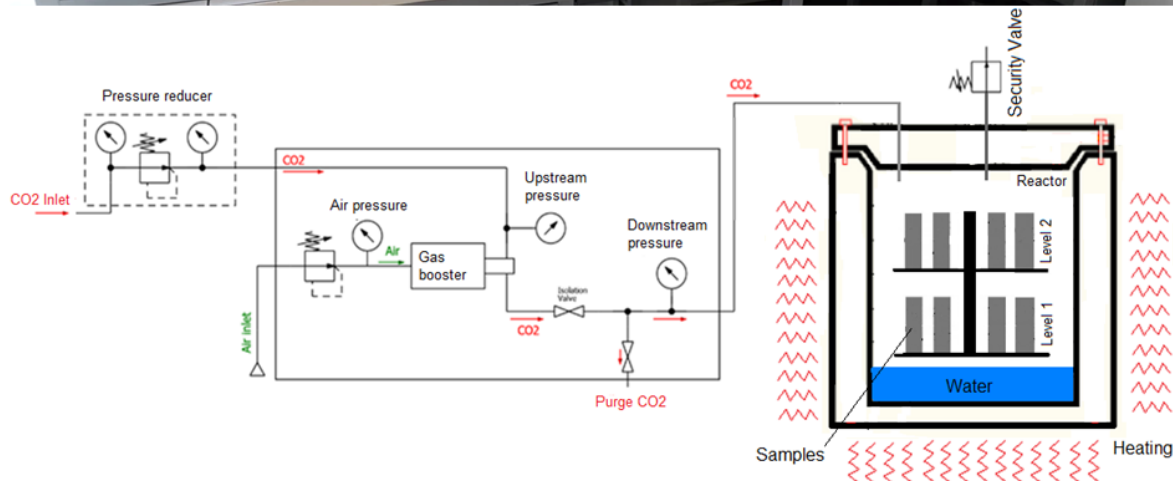 Security Valve
CO2
Pressure reducer
CO2
Upstream
pressure
Reactor
CO2 Inlet
Air pressure
Downstream
pressure
Level 2
Air
Gas
booster
Isolation
Valve
CO2
Level 1
Air inlet
Water
Purge CO2
Samples
Heating